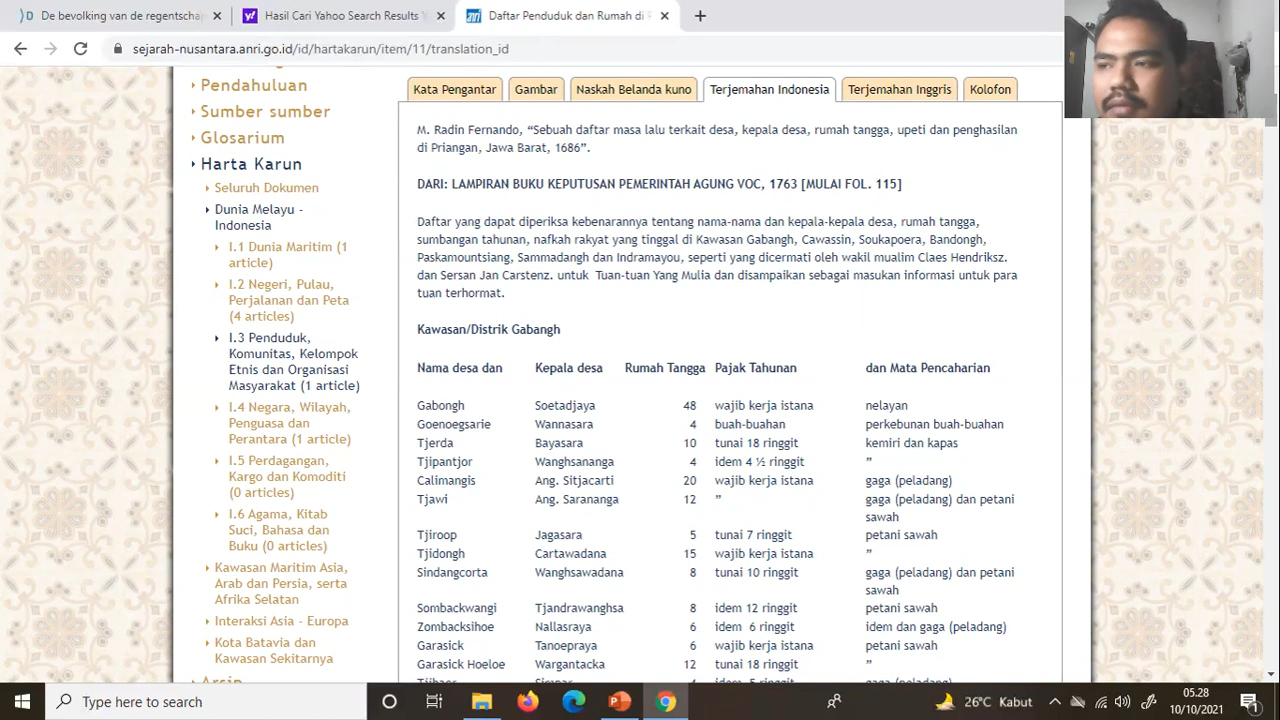 De bevolking van de regentschap
Hasil Cari Yahoo Search Results Y
Daftar Penduduk dan Rumah di
sejarah-nusantara.anri.go.id/id/hartakarun/item/11/translation_id
Pendahuluan
Sumber sumber
Glosarium
Harta Karun
Seluruh Dokumen
Dunia Melayu -
Indonesia
I.1 Dunia Maritim (1
article)
I.2 Negeri, Pulau,
Perjalanan dan Peta
(4 articles)
I.3 Penduduk,
Komunitas, Kelompok
Etnis dan Organisasi
Masyarakat (1 article)
I.4 Negara, Wilayah,
Penguasa dan
Perantara (1 article)
I.5 Perdagangan,
Kargo dan Komoditi
(0 articles)
I.6 Agama, Kitab
Suci, Bahasa dan
Buku (0 articles)
Kawasan Maritim Asia,
Arab dan Persia, serta
Afrika Selatan
Interaksi Asia - Europa
Kota Batavia dan
Kawasan Sekitarnya
Arsip
Kata Pengantar Gambar Naskah Belanda kuno Terjemahan Indonesia Terjemahan Inggris Kolofon
M. Radin Fernando, “Sebuah daftar masa lalu terkait desa, kepala desa, rumah tangga, upeti dan penghasilan
di Priangan, Jawa Barat, 1686”.
DARI: LAMPIRAN BUKU KEPUTUSAN PEMERINTAH AGUNG VOC, 1763 [MULAI FOL. 115]
Daftar yang dapat diperiksa kebenarannya tentang nama-nama dan kepala-kepala desa, rumah tangga,
sumbangan tahunan, nafkah rakyat yang tinggal di Kawasan Gabangh, Cawassin, Soukapoera, Bandongh,
Paskamountsiang, Sammadangh dan Indramayou, seperti yang dicermati oleh wakil mualim Claes Hendriksz.
dan Sersan Jan Carstenz. untuk Tuan-tuan Yang Mulia dan disampaikan sebagai masukan informasi untuk para
tuan terhormat.
Kawasan/Distrik Gabangh
Nama desa dan Kepala desa Rumah Tangga Pajak Tahunan dan Mata Pencaharian
Gabongh Soetadjaya 48 wajib kerja istana nelayan
Goenoegsarie Wannasara 4 buah-buahan perkebunan buah-buahan
Tjerda Bayasara 10 tunai 18 ringgit kemiri dan kapas
Tjipantjor Wanghsananga 4 idem 4 ½ ringgit ”
Calimangis Ang. Sitjacarti 20 wajib kerja istana gaga (peladang)
Tjawi Ang. Sarananga 12 ” gaga (peladang) dan petani
sawah
Tjiroop Jagasara 5 tunai 7 ringgit petani sawah
Tjidongh Cartawadana 15 wajib kerja istana ”
Sindangcorta Wanghsawadana 8 tunai 10 ringgit gaga (peladang) dan petani
sawah
Sombackwangi Tjandrawanghsa 8 idem 12 ringgit petani sawah
Zombacksihoe Nallasraya 6 idem 6 ringgit idem dan gaga (peladang)
Garasick Tanoepraya 6 wajib kerja istana petani sawah
Garasick Hoeloe Wargantacka 12 tunai 18 ringgit ”
Type here to search
26°C Kabut
05.28
10/10/2021